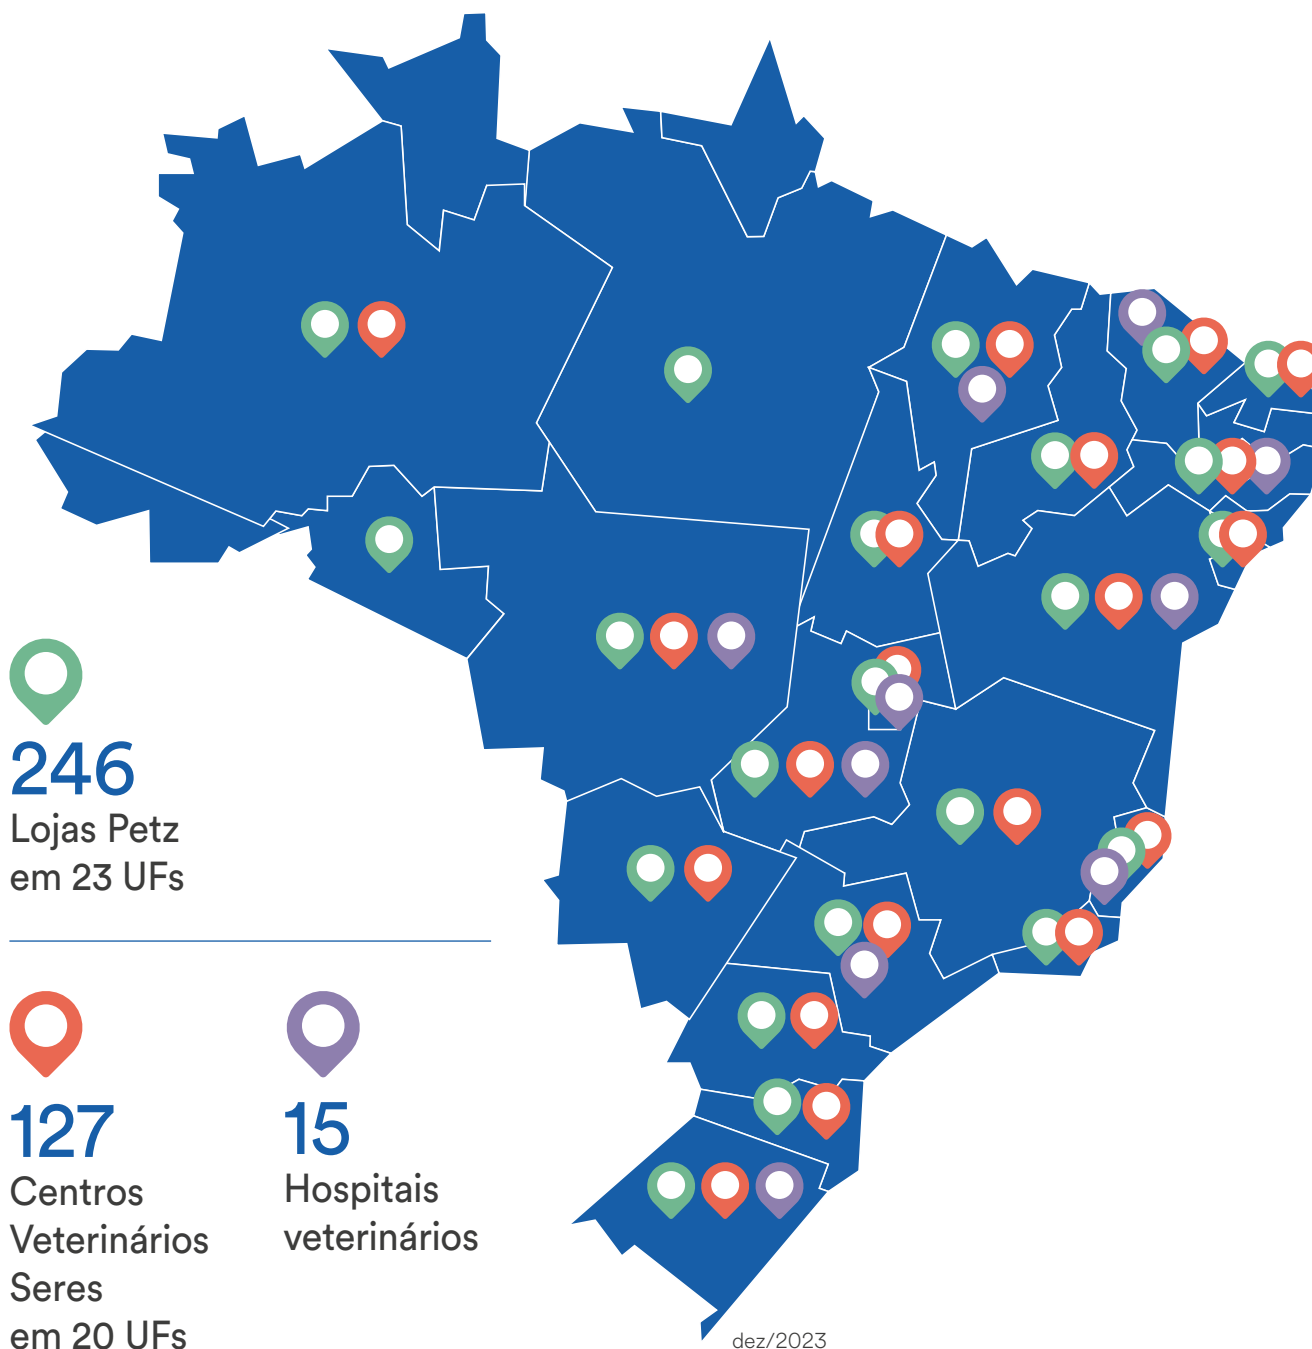 246
Lojas Petz
em 23 UFs
127
Centros
Veterinários
Seres
em 20 UFs
15
Hospitais
veterinários
dez/2023